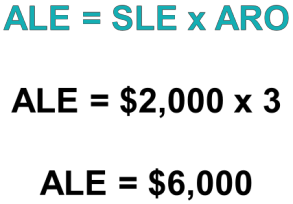 ALE = SLE x ARO
ALE = $2,000 x 3
ALE = $6,000